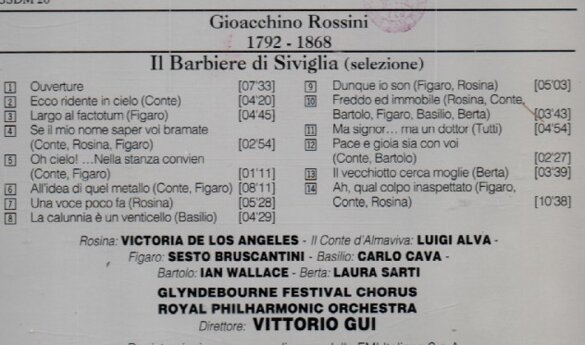 SSDM 20
Gioacchino Rossini
1792 - 1868
Il Barbiere di Siviglia (selezione)
1 Ouverture [07'33]
2 Ecco ridente in cielo (Conte) [04'20]
3 Largo al factotum (Figaro) [04'45]
4 Se il mio nome saper voi bramate
(Conte, Rosina, Figaro) [02'54]
5 Oh cielo! ...Nella stanza convien
(Conte, Figaro) [01'11]
6 All'idea di quel metallo (Conte, Figaro) [08'11]
7 Una voce poco fa (Rosina) [05'28]
8 La calunnia è un venticello (Basilio) [04'29]
9 Dunque io son (Figaro, Rosina) [05'03]
10 Freddo ed immobile (Rosina, Conte,
Bartolo, Figaro, Basilio, Berta) [03'43]
11 Ma signor... ma un dottor (Tutti) [04'54]
12 Pace e gioia sia con voi
(Conte, Bartolo) [02'27]
13 Il vecchiotto cerca moglie (Berta) [03'39]
14 Ah, qual colpo inaspettato (Figaro,
Conte, Rosina) [10'38]
Rosina: VICTORIA DE LOS ANGELES - Il Conte d'Almaviva: LUIGI ALVA -
Figaro: SESTO BRUSCANTINI - Basilio: CARLO CAVA -
Bartolo: IAN WALLACE - Berta: LAURA SARTI
GLYNDEBOURNE FESTIVAL CHORUS
ROYAL PHILHARMONIC ORCHESTRA
Direttore: VITTORIO GUI